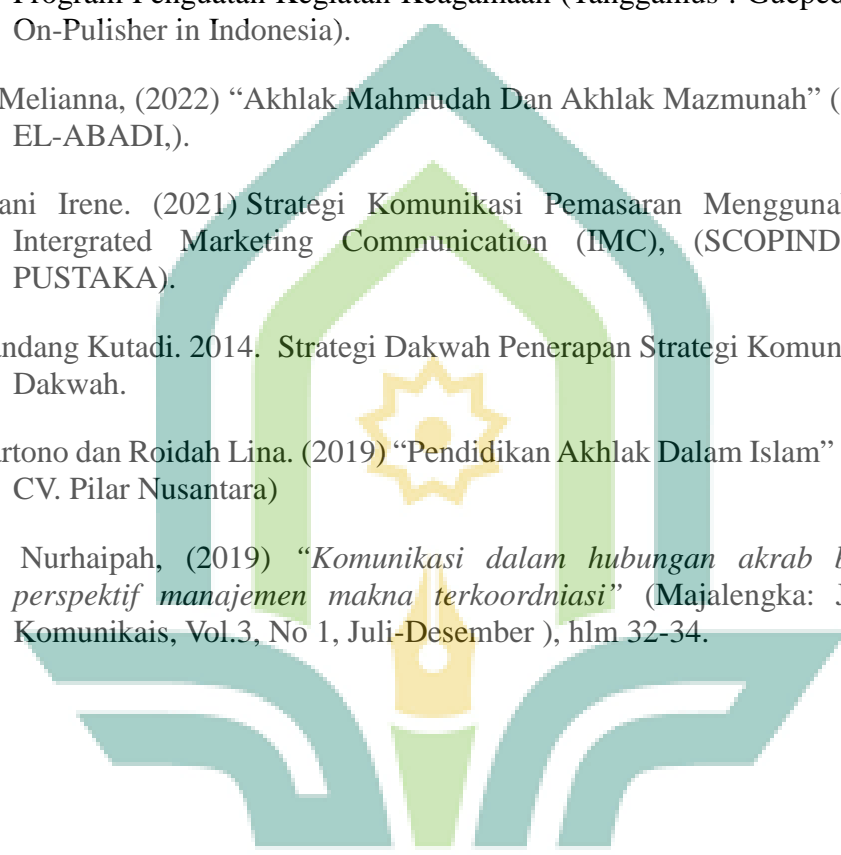 Program Penguatan Kegiatan Keagamaan (Tanggamus : Guepedia
On-Pulisher in Indonesia).
Melianna, (2022) “Akhlak Mahmudah Dan Akhlak Mazmunah” (
EL-ABADI,).
ani Irene. (2021) Strategi Komunikasi Pemasaran Mengguna
Intergrated Marketing Communication (IMC), (SCOPIND
PUSTAKA).
ndang Kutadi. 2014. Strategi Dakwah Penerapan Strategi Komun
Dakwah.
artono dan Roidah Lina. (2019) “Pendidikan Akhlak Dalam Islam”
CV. Pilar Nusantara)
Nurhaipah, (2019) “Komunikasi dalam hubungan akrab b
perspektif manajemen makna terkoordniasi” (Majalengka: J
Komunikais, Vol.3, No 1, Juli-Desember ), hlm 32-34.